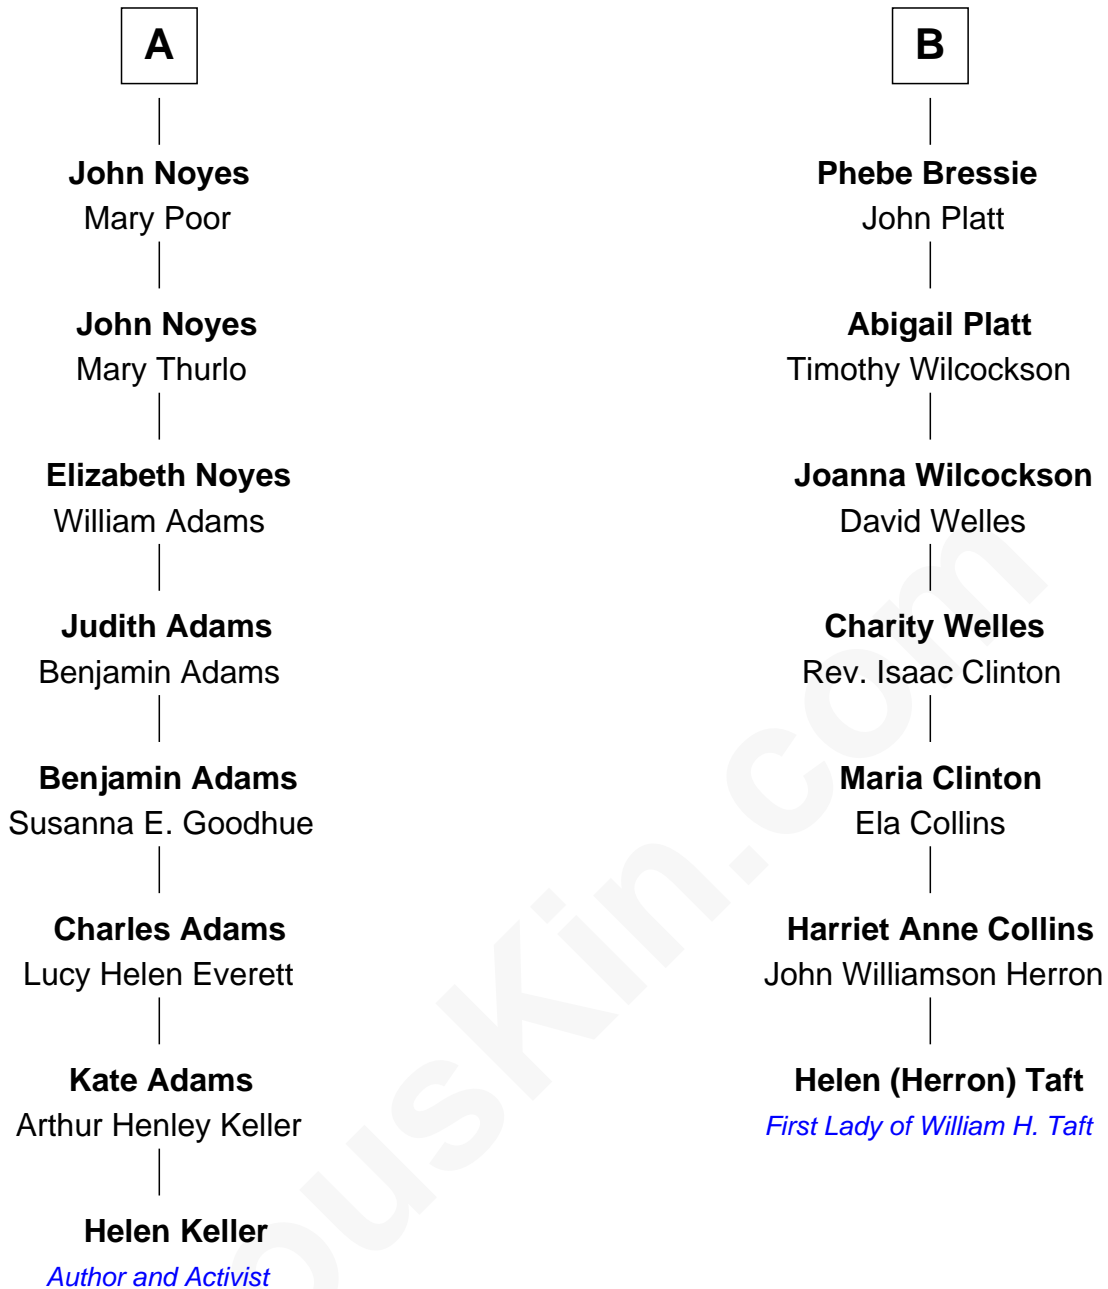 A
John Noyes
Mary Poor
John Noyes
Mary Thurlo
Elizabeth Noyes
William Adams
Judith Adams
Benjamin Adams
Benjamin Adams
Susanna E. Goodhue
Charles Adams
Lucy Helen Everett
Kate Adams
Arthur Henley Keller
Helen Keller
Author and Activist
B
Phebe Bressie
John Platt
Abigail Platt
Timothy Wilcockson
Joanna Wilcockson
David Welles
Charity Welles
Rev. Isaac Clinton
Maria Clinton
Ela Collins
Harriet Anne Collins
John Williamson Herron
Helen (Herron) Taft
First Lady of William H. Taft
ousKin.com